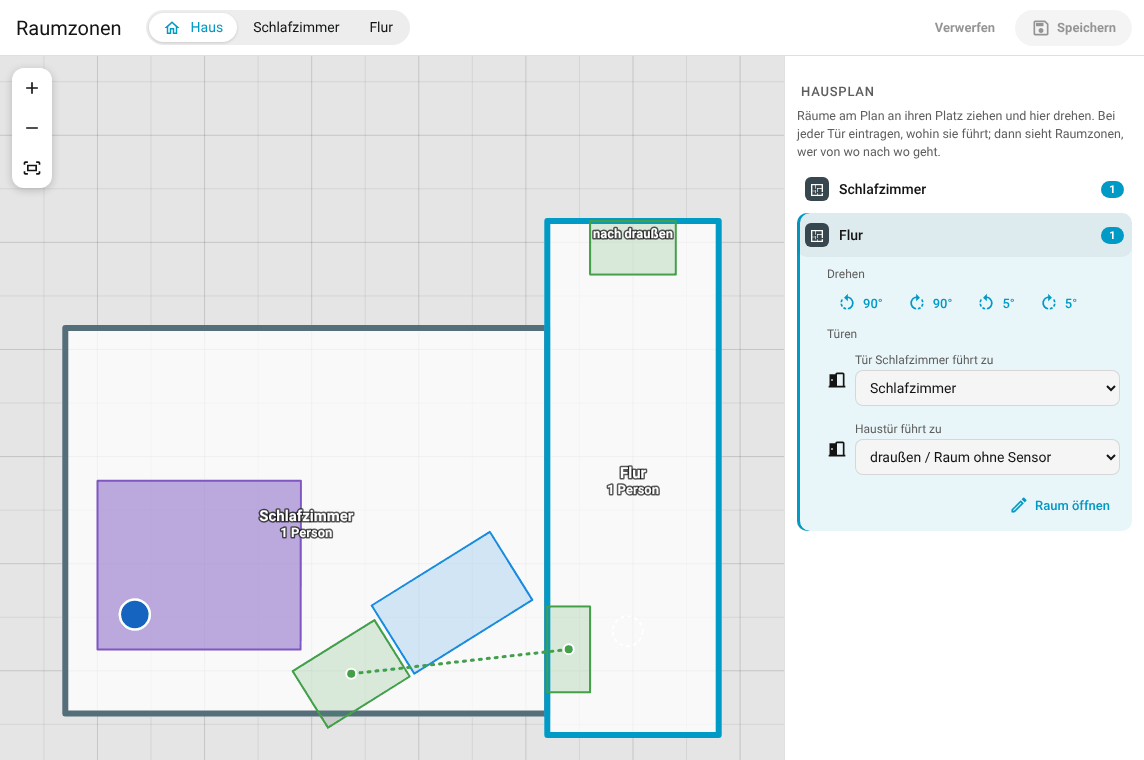 Raumzonen
Haus
Schlafzimmer
Flur
Verwerfen
Speichern
nach draußen
Schlafzimmer
1 Person
Flur
1 Person
HAUSPLAN
Räume am Plan an ihren Platz ziehen und hier drehen. Bei
jeder Tür eintragen, wohin sie führt; dann sieht Raumzonen,
wer von wo nach wo geht.
Schlafzimmer
1
Flur
1
Drehen
90°
90°
5°
5°
Türen
Tür Schlafzimmer führt zu
Schlafzimmer
Haustür führt zu
draußen / Raum ohne Sensor
Raum öffnen